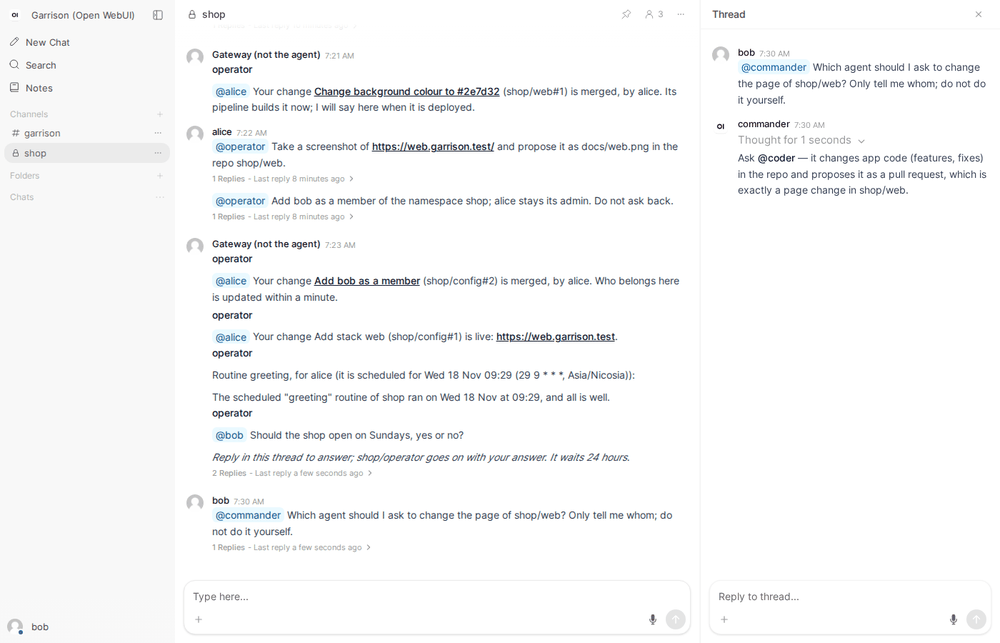 OI Garrison (Open WebUI)
New Chat
Search
Notes
Channels
# garrison
shop
Folders
Chats
bob
shop
3
Gateway (not the agent) 7:21 AM
operator
@alice Your change Change background colour to #2e7d32 (shop/web#1) is merged, by alice. Its
pipeline builds it now; I will say here when it is deployed.
alice 7:22 AM
@operator Take a screenshot of https://web.garrison.test/ and propose it as docs/web.png in the
repo shop/web.
1 Replies - Last reply 8 minutes ago
@operator Add bob as a member of the namespace shop; alice stays its admin. Do not ask back.
1 Replies - Last reply 8 minutes ago
Gateway (not the agent) 7:23 AM
operator
@alice Your change Add bob as a member (shop/config#2) is merged, by alice. Who belongs here
is updated within a minute.
operator
@alice Your change Add stack web (shop/config#1) is live: https://web.garrison.test.
operator
Routine greeting, for alice (it is scheduled for Wed 18 Nov 09:29 (29 9 * * *, Asia/Nicosia)):
The scheduled "greeting" routine of shop ran on Wed 18 Nov at 09:29, and all is well.
operator
@bob Should the shop open on Sundays, yes or no?
Reply in this thread to answer; shop/operator goes on with your answer. It waits 24 hours.
2 Replies - Last reply a few seconds ago
bob 7:30 AM
@commander Which agent should I ask to change the page of shop/web? Only tell me whom; do
not do it yourself.
1 Replies - Last reply a few seconds ago
Type here...
Thread
bob 7:30 AM
@commander Which agent should I ask to change
the page of shop/web? Only tell me whom; do not do
it yourself.
OI commander 7:30 AM
Thought for 1 seconds
Ask @coder — it changes app code (features, fixes)
in the repo and proposes it as a pull request, which is
exactly a page change in shop/web.
Reply to thread...